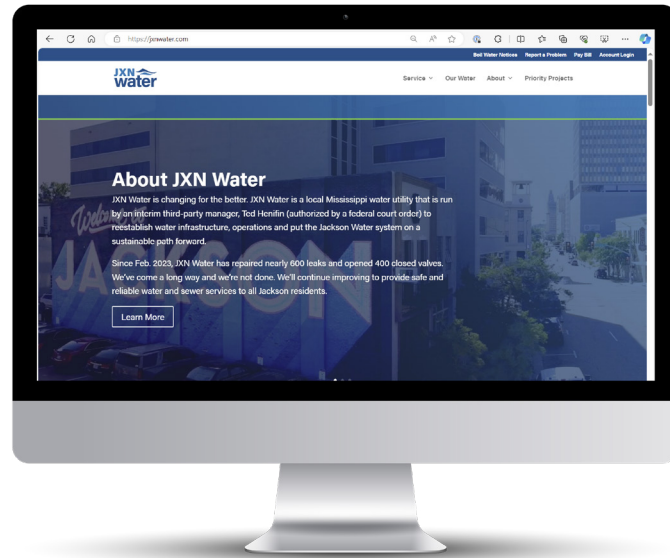 https://jxnwater.com
Boil Water Notices Report a Problem Pay Bill Account Login
JXN
water
Service Our Water About Priority Projects
About JXN Water
JXN Water is changing for the better. JXN Water is a local Mississippi water utility that is run
by an interim third-party manager, Ted Henifin (authorized by a federal court order) to
reestablish water infrastructure, operations and put the Jackson Water system on a
sustainable path forward.
Since Feb. 2023, JXN Water has repaired nearly 600 leaks and opened 400 closed valves.
We've come a long way and we're not done. We'll continue improving to provide safe and
reliable water and sewer services to all Jackson residents.
Learn More
Welcome to
JACKSON